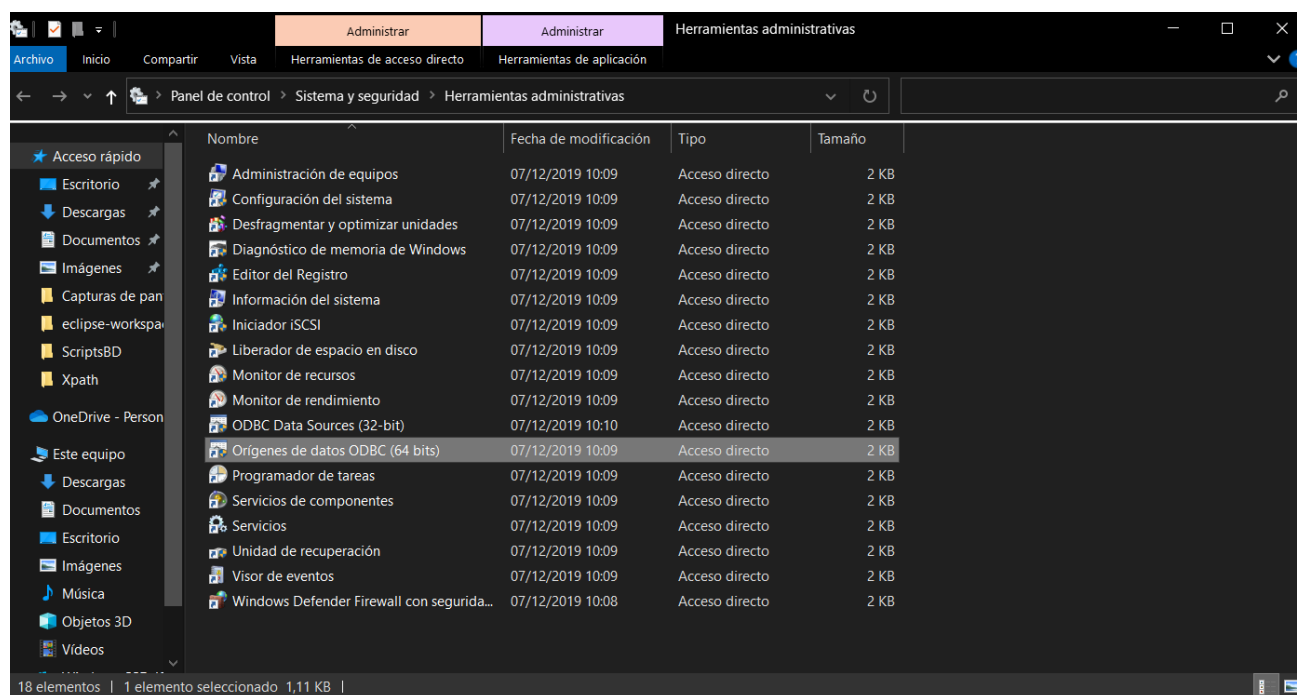 Administrar Administrar Herramientas administrativas
Archivo Inicio Compartir Vista Herramientas de acceso directo Herramientas de aplicación
Panel de control > Sistema y seguridad > Herramientas administrativas
Nombre Fecha de modificación Tipo Tamaño
Acceso rápido
Escritorio
Descargas
Documentos
Imágenes
Capturas de pan
eclipse-workspa
ScriptsBD
Xpath
OneDrive - Person
Este equipo
Descargas
Documentos
Escritorio
Imágenes
Música
Objetos 3D
Vídeos
Administración de equipos 07/12/2019 10:09 Acceso directo 2 KB
Configuración del sistema 07/12/2019 10:09 Acceso directo 2 KB
Desfragmentar y optimizar unidades 07/12/2019 10:09 Acceso directo 2 KB
Diagnóstico de memoria de Windows 07/12/2019 10:09 Acceso directo 2 KB
Editor del Registro 07/12/2019 10:09 Acceso directo 2 KB
Información del sistema 07/12/2019 10:09 Acceso directo 2 KB
Iniciador iSCSI 07/12/2019 10:09 Acceso directo 2 KB
Liberador de espacio en disco 07/12/2019 10:09 Acceso directo 2 KB
Monitor de recursos 07/12/2019 10:09 Acceso directo 2 KB
Monitor de rendimiento 07/12/2019 10:09 Acceso directo 2 KB
ODBC Data Sources (32-bit) 07/12/2019 10:10 Acceso directo 2 KB
Orígenes de datos ODBC (64 bits) 07/12/2019 10:09 Acceso directo 2 KB
Programador de tareas 07/12/2019 10:09 Acceso directo 2 KB
Servicios de componentes 07/12/2019 10:09 Acceso directo 2 KB
Servicios 07/12/2019 10:09 Acceso directo 2 KB
Unidad de recuperación 07/12/2019 10:09 Acceso directo 2 KB
Visor de eventos 07/12/2019 10:09 Acceso directo 2 KB
Windows Defender Firewall con segurida... 07/12/2019 10:08 Acceso directo 2 KB
18 elementos | 1 elemento seleccionado 1,11 KB |